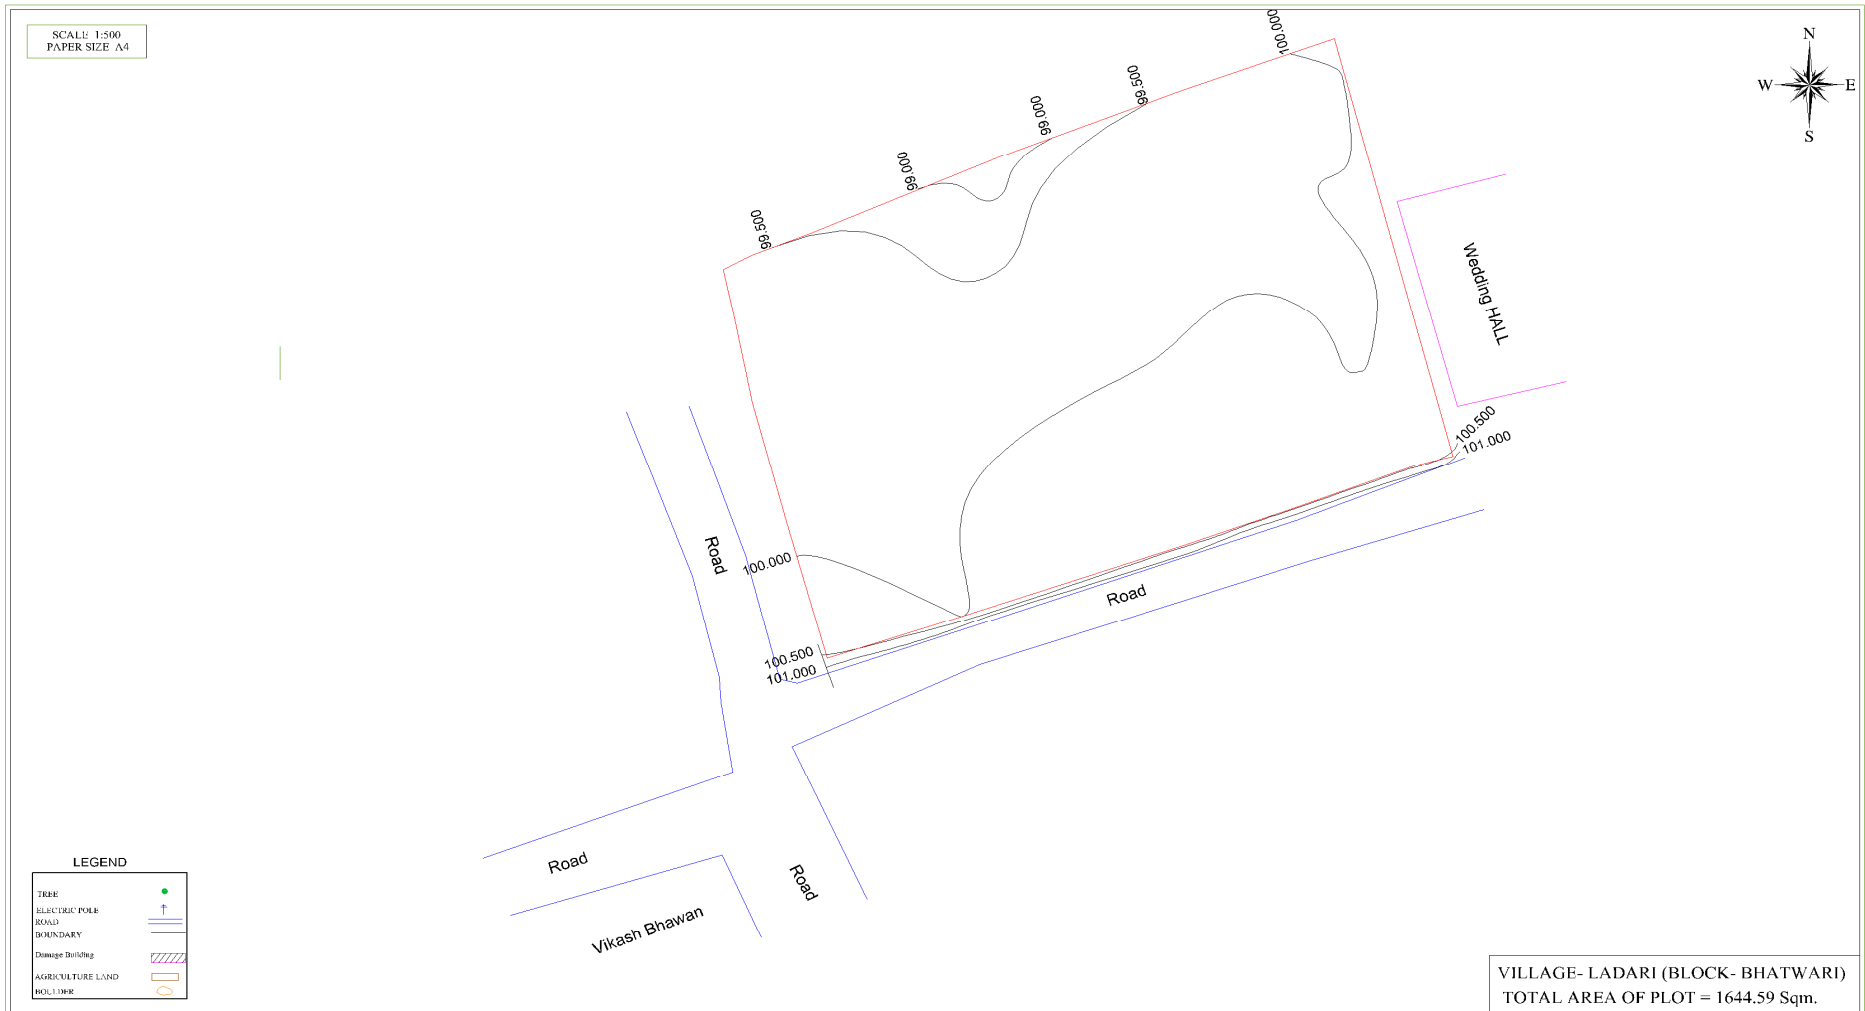 SCALE 1:500
PAPER SIZE A4
N
W
E
S
100.000
99.500
99.000
99.000
99.500
Wedding HALL
100.500
101.000
Road
100.000
Road
100.500
101.000
Road
Road
Vikash Bhawan
LEGEND
TREE
ELECTRIC POLE
ROAD
BOUNDARY
Damage Building
AGRICULTURE LAND
BOULDER
VILLAGE- LADARI (BLOCK- BHATWARI)
TOTAL AREA OF PLOT = 1644.59 Sqm.